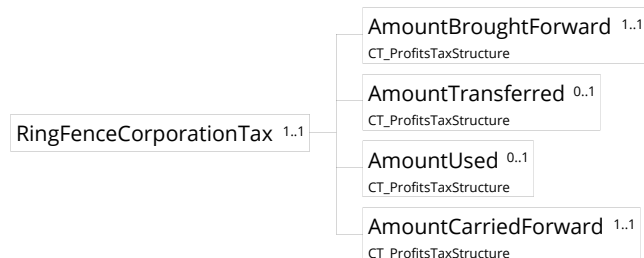 AmountBroughtForward 1..1
CT_ProfitsTaxStructure
AmountTransferred 0..1
CT_ProfitsTaxStructure
RingFenceCorporationTax 1..1
AmountUsed 0..1
CT_ProfitsTaxStructure
AmountCarriedForward 1..1
CT_ProfitsTaxStructure